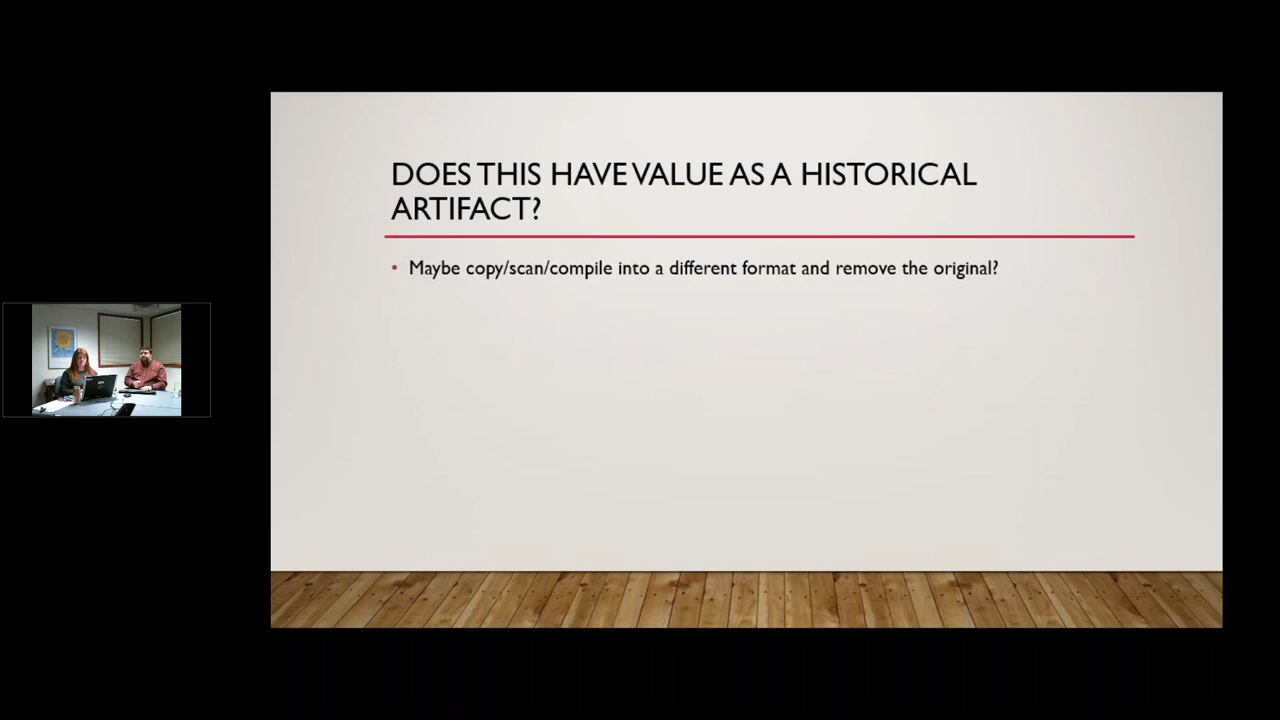 DOES THIS HAVE VALUE AS A HISTORICAL
ARTIFACT?
• Maybe copy/scan/compile into a different format and remove the original?